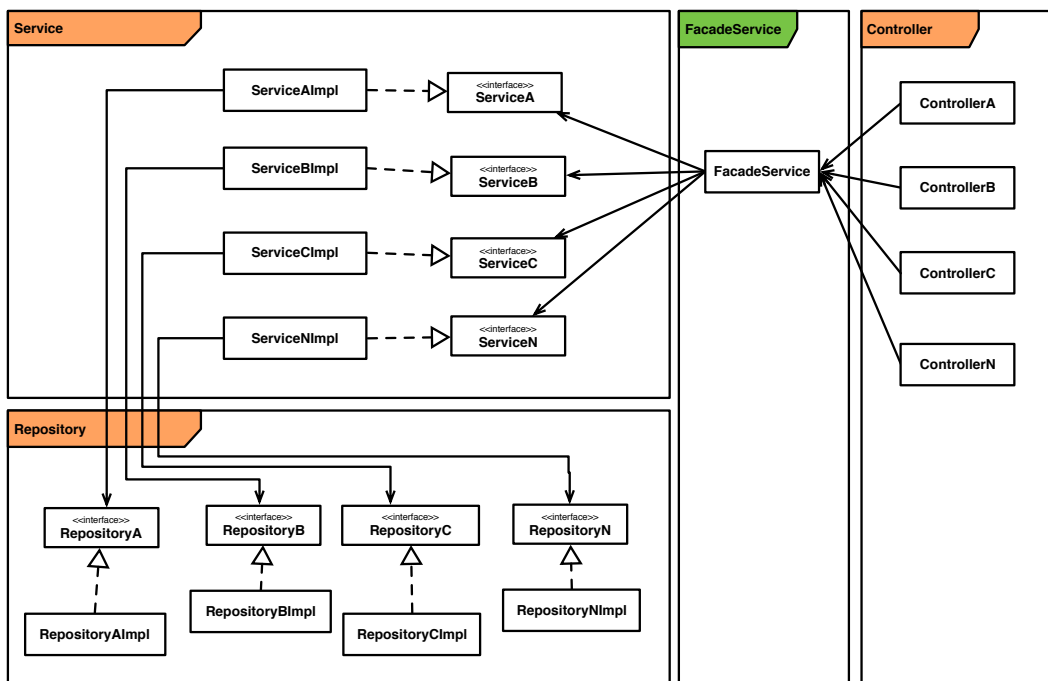 Service
FacadeService
Controller
ServiceAImpl
<<interface>>
ServiceA
ControllerA
ServiceBImpl
<<interface>>
ServiceB
FacadeService
ControllerB
ServiceCImpl
<<interface>>
ServiceC
ControllerC
ServiceNImpl
<<interface>>
ServiceN
ControllerN
Repository
<<interface>>
RepositoryA
<<interface>>
RepositoryB
<<interface>>
RepositoryC
<<interface>>
RepositoryN
RepositoryAImpl
RepositoryBImpl
RepositoryCImpl
RepositoryNImpl